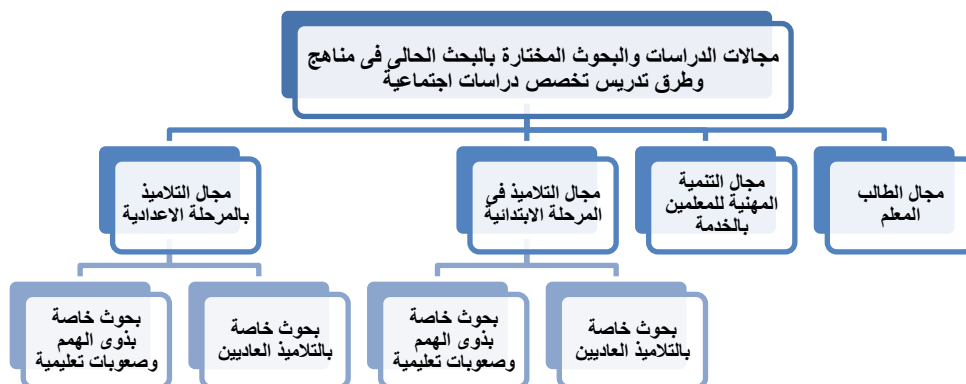 مجالات الدراسات والبحوث المختارة بالبحث الحالى فى مناهج
وطرق تدريس تخصص دراسات اجتماعية
مجال الطالب
المعلم
مجال التنمية
المهنية للمعلمين
بالخدمة
مجال التلاميذ فى
المرحلة الابتدائية
مجال التلاميذ
بالمرحلة الاعدادية
بحوث خاصة
بالتلاميذ العاديين
بحوث خاصة
بذوى الهمم
وصعوبات تعليمية
بحوث خاصة
بالتلاميذ العاديين
بحوث خاصة
بذوى الهمم
وصعوبات تعليمية